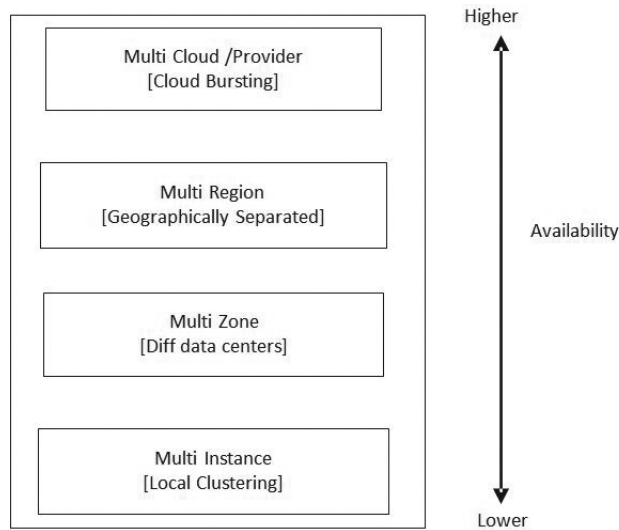 Higher
Multi Cloud /Provider
[Cloud Bursting]
Multi Region
[Geographically Separated]
Availability
Multi Zone
[Diff data centers]
Multi Instance
[Local Clustering]
Lower